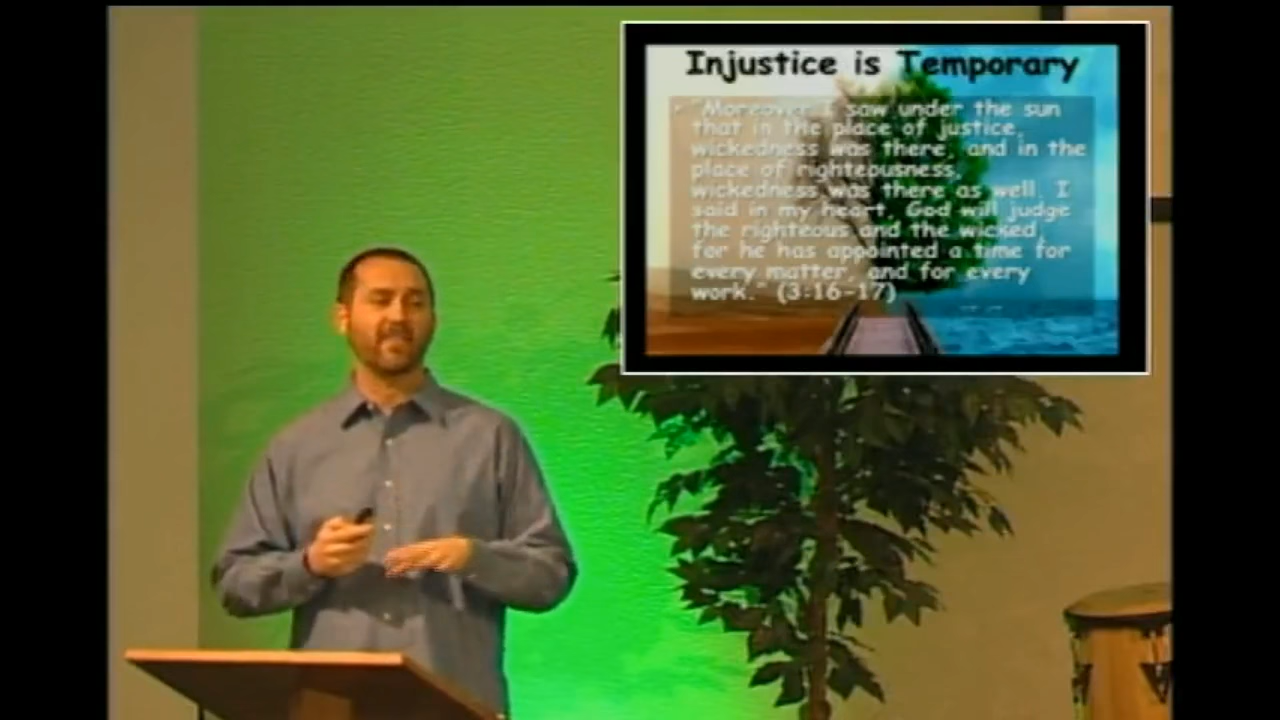 Injustice is Temporary
• "Moreover I saw under the sun
that in the place of justice,
wickedness was there, and in the
place of righteousness,
wickedness was there as well. I
said in my heart, God will judge
the righteous and the wicked,
for he has appointed a time for
every matter, and for every
work." (3:16-17)